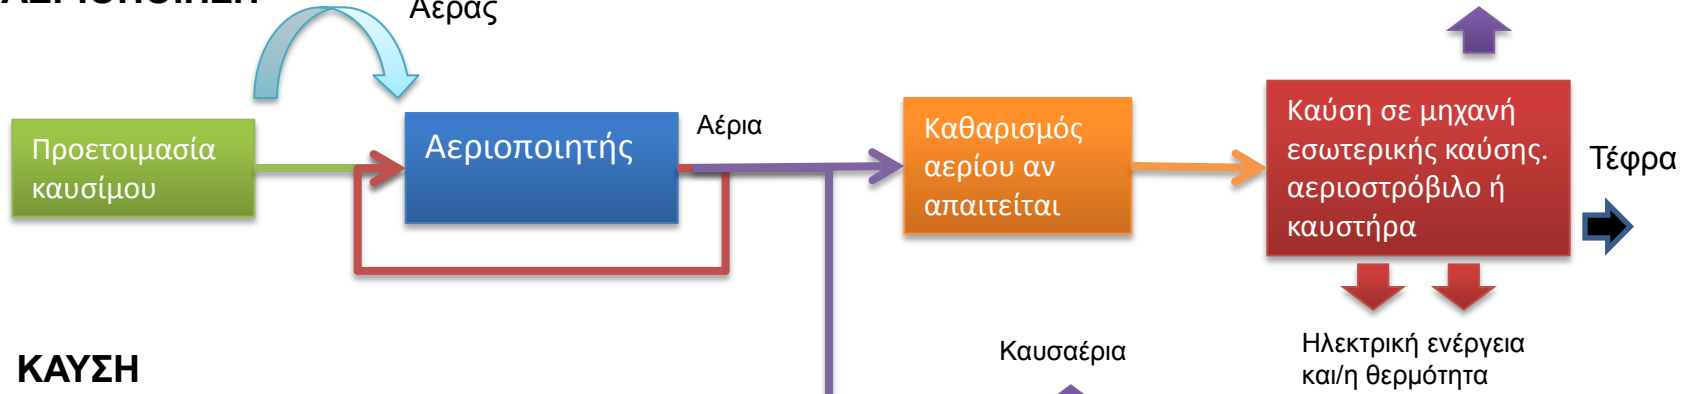 ΑΕΡΙΟΠΟΙΗΣΗ
Αέρας
Προετοιμασία
καυσίμου
Αεριοποιητής
Αέρια
Καθαρισμός
αερίου αν
απαιτείται
Καύση σε μηχανή
εσωτερικής καύσης.
αεριοστρόβιλο ή
καυστήρα
Τέφρα
Ηλεκτρική ενέργεια
και/η θερμότητα
Καυσαέρια
ΚΑΥΣΗ